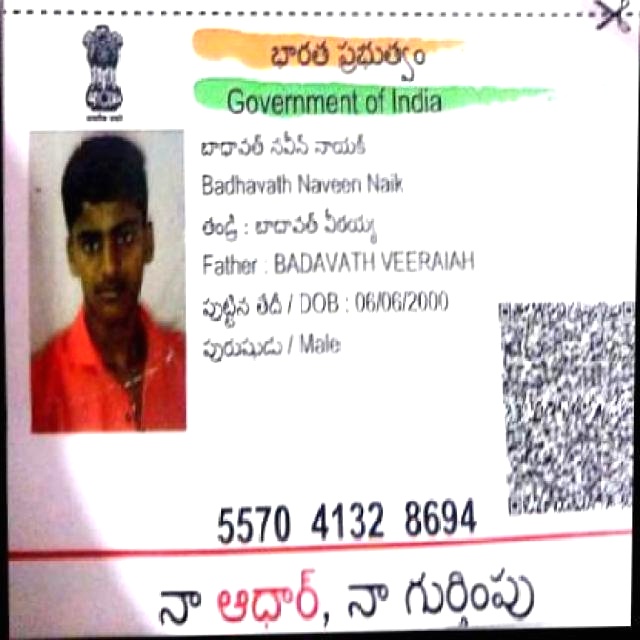 భారత ప్రభుత్వం
Government of India
బాధావత్ నవీన్ నాయక్
Badhavath Naveen Naik
తండ్రి : బాదావత్ వీరయ్య
Father : BADAVATH VEERAIAH
పుట్టిన తేదీ / DOB : 06/06/2000
పురుషుడు / Male
5570 4132 8694
నా ఆధార్, నా గుర్తింపు